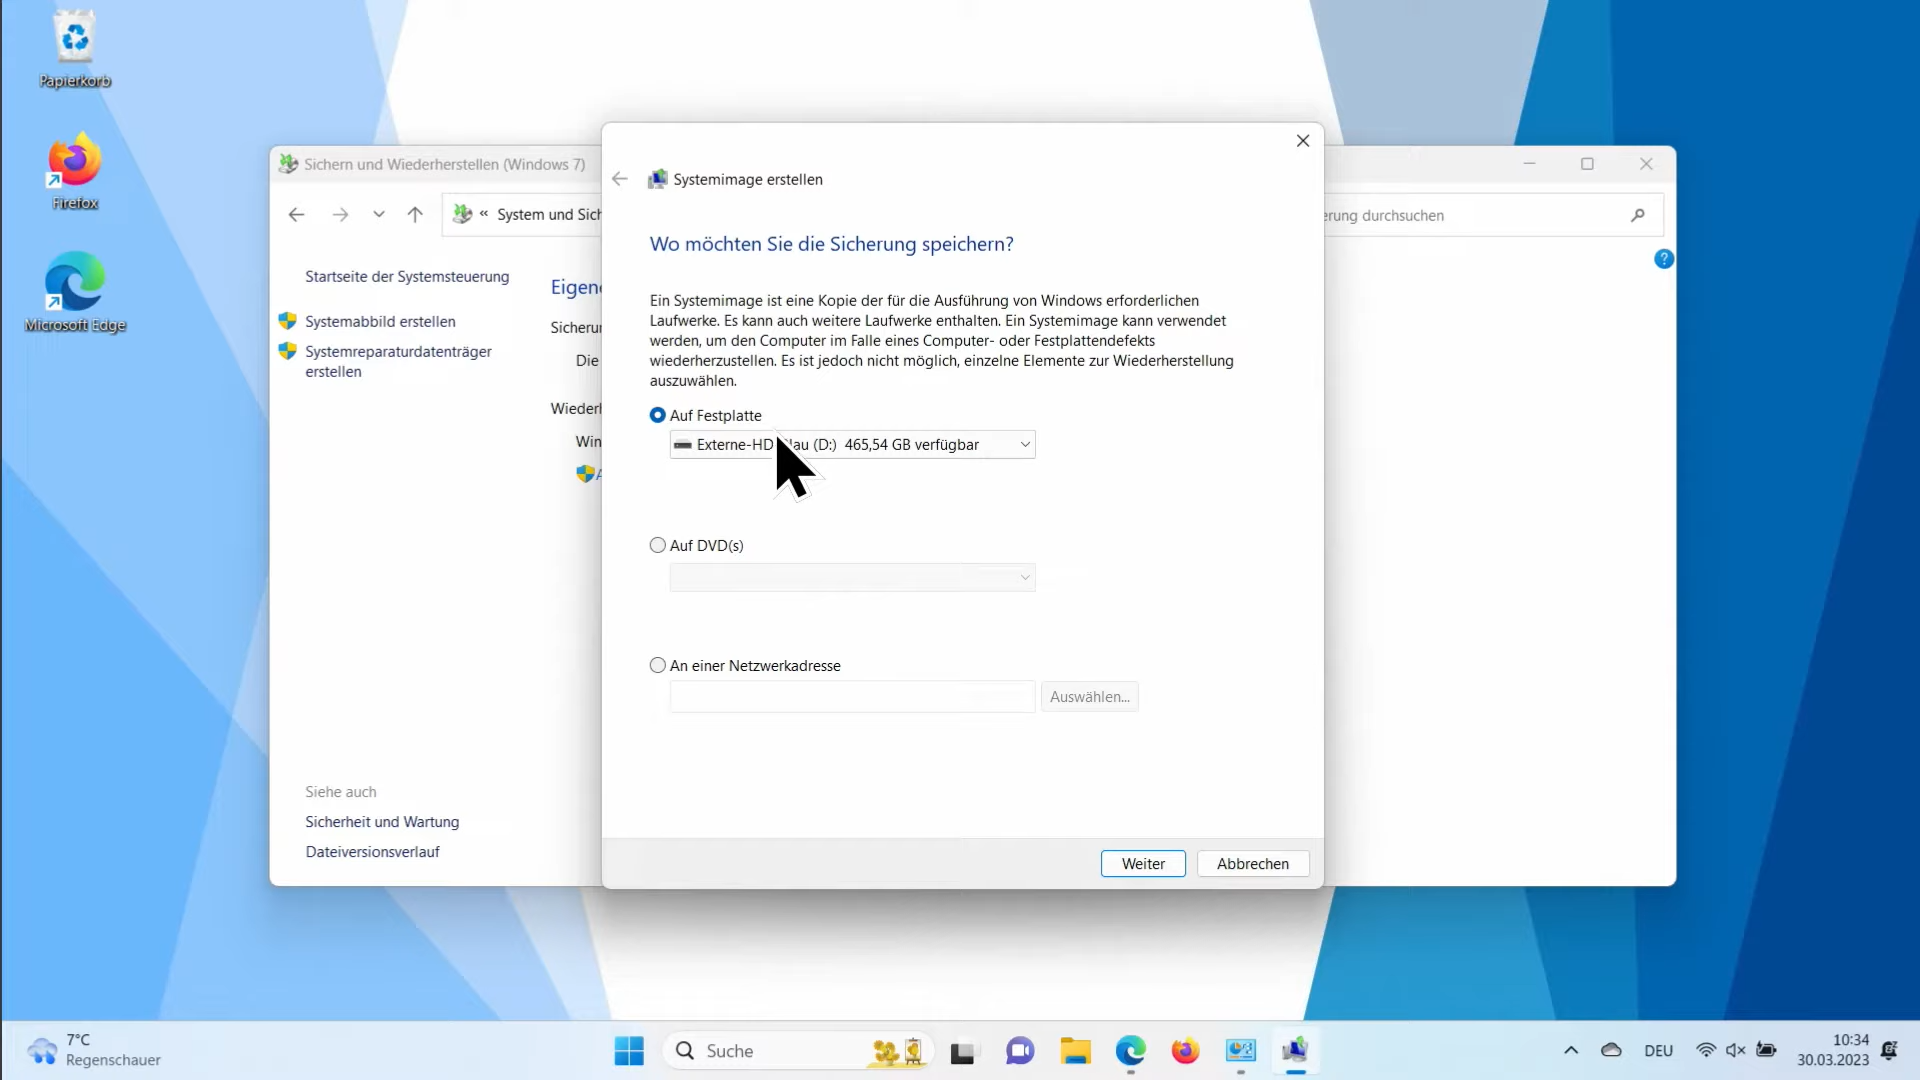 Papierkorb
Firefox
Microsoft Edge
Sichern und Wiederherstellen (Windows 7)
« System und Sich
erung durchsuchen
Startseite der Systemsteuerung
Systemabbild erstellen
Systemreparaturdatenträger
erstellen
Siehe auch
Sicherheit und Wartung
Dateiversionsverlauf
Eigene
Sicherun
Die
Wiederh
Win
Systemimage erstellen
Wo möchten Sie die Sicherung speichern?
Ein Systemimage ist eine Kopie der für die Ausführung von Windows erforderlichen
Laufwerke. Es kann auch weitere Laufwerke enthalten. Ein Systemimage kann verwendet
werden, um den Computer im Falle eines Computer- oder Festplattendefekts
wiederherzustellen. Es ist jedoch nicht möglich, einzelne Elemente zur Wiederherstellung
auszuwählen.
Auf Festplatte
Externe-HD lau (D:) 465,54 GB verfügbar
Auf DVD(s)
An einer Netzwerkadresse
Auswählen...
Weiter
Abbrechen
7°C
Regenschauer
Suche
DEU
10:34
30.03.2023